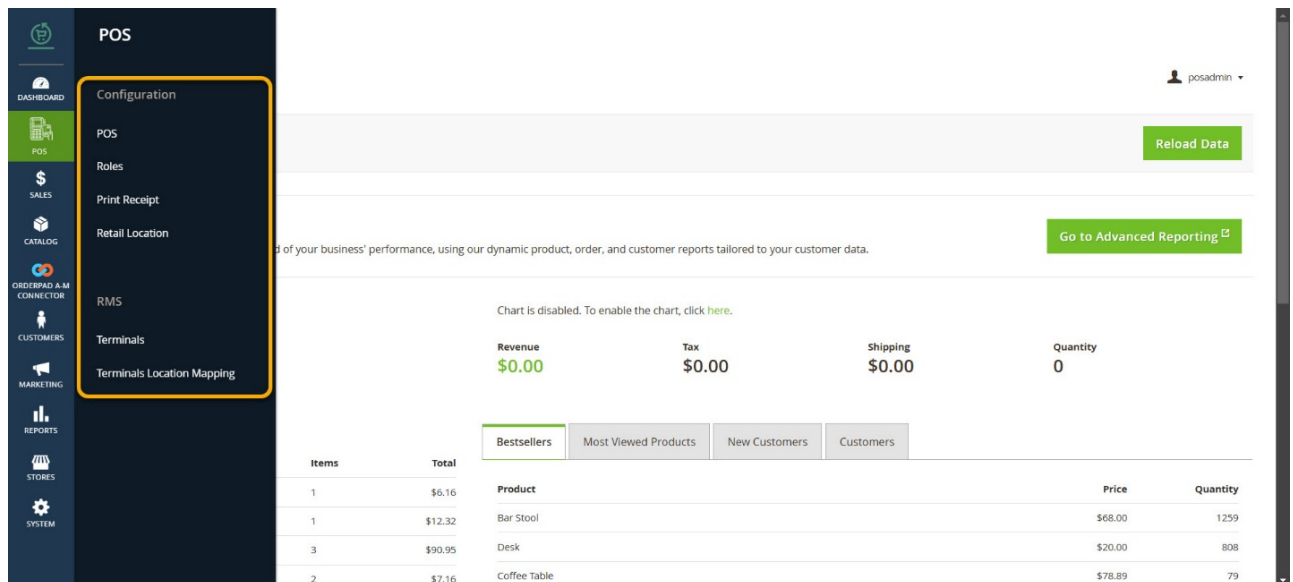 POS
posadmin
DASHBOARD
Configuration
POS
POS
Reload Data
Roles
SALES
Print Receipt
Retail Location
CATALOG
Go to Advanced Reporting
of your business' performance, using our dynamic product, order, and customer reports tailored to your customer data.
ORDERPAD A-M
CONNECTOR
RMS
Chart is disabled. To enable the chart, click here.
CUSTOMERS
Terminals
Revenue Tax Shipping Quantity
$0.00 $0.00 $0.00 0
MARKETING
Terminals Location Mapping
REPORTS
Bestsellers Most Viewed Products New Customers Customers
STORES
Items Total
Product Price Quantity
1 $6.16
SYSTEM
Bar Stool $68.00 1259
1 $12.32
Desk $20.00 808
3 $90.95
Coffee Table $78.89 79
2 $7.16